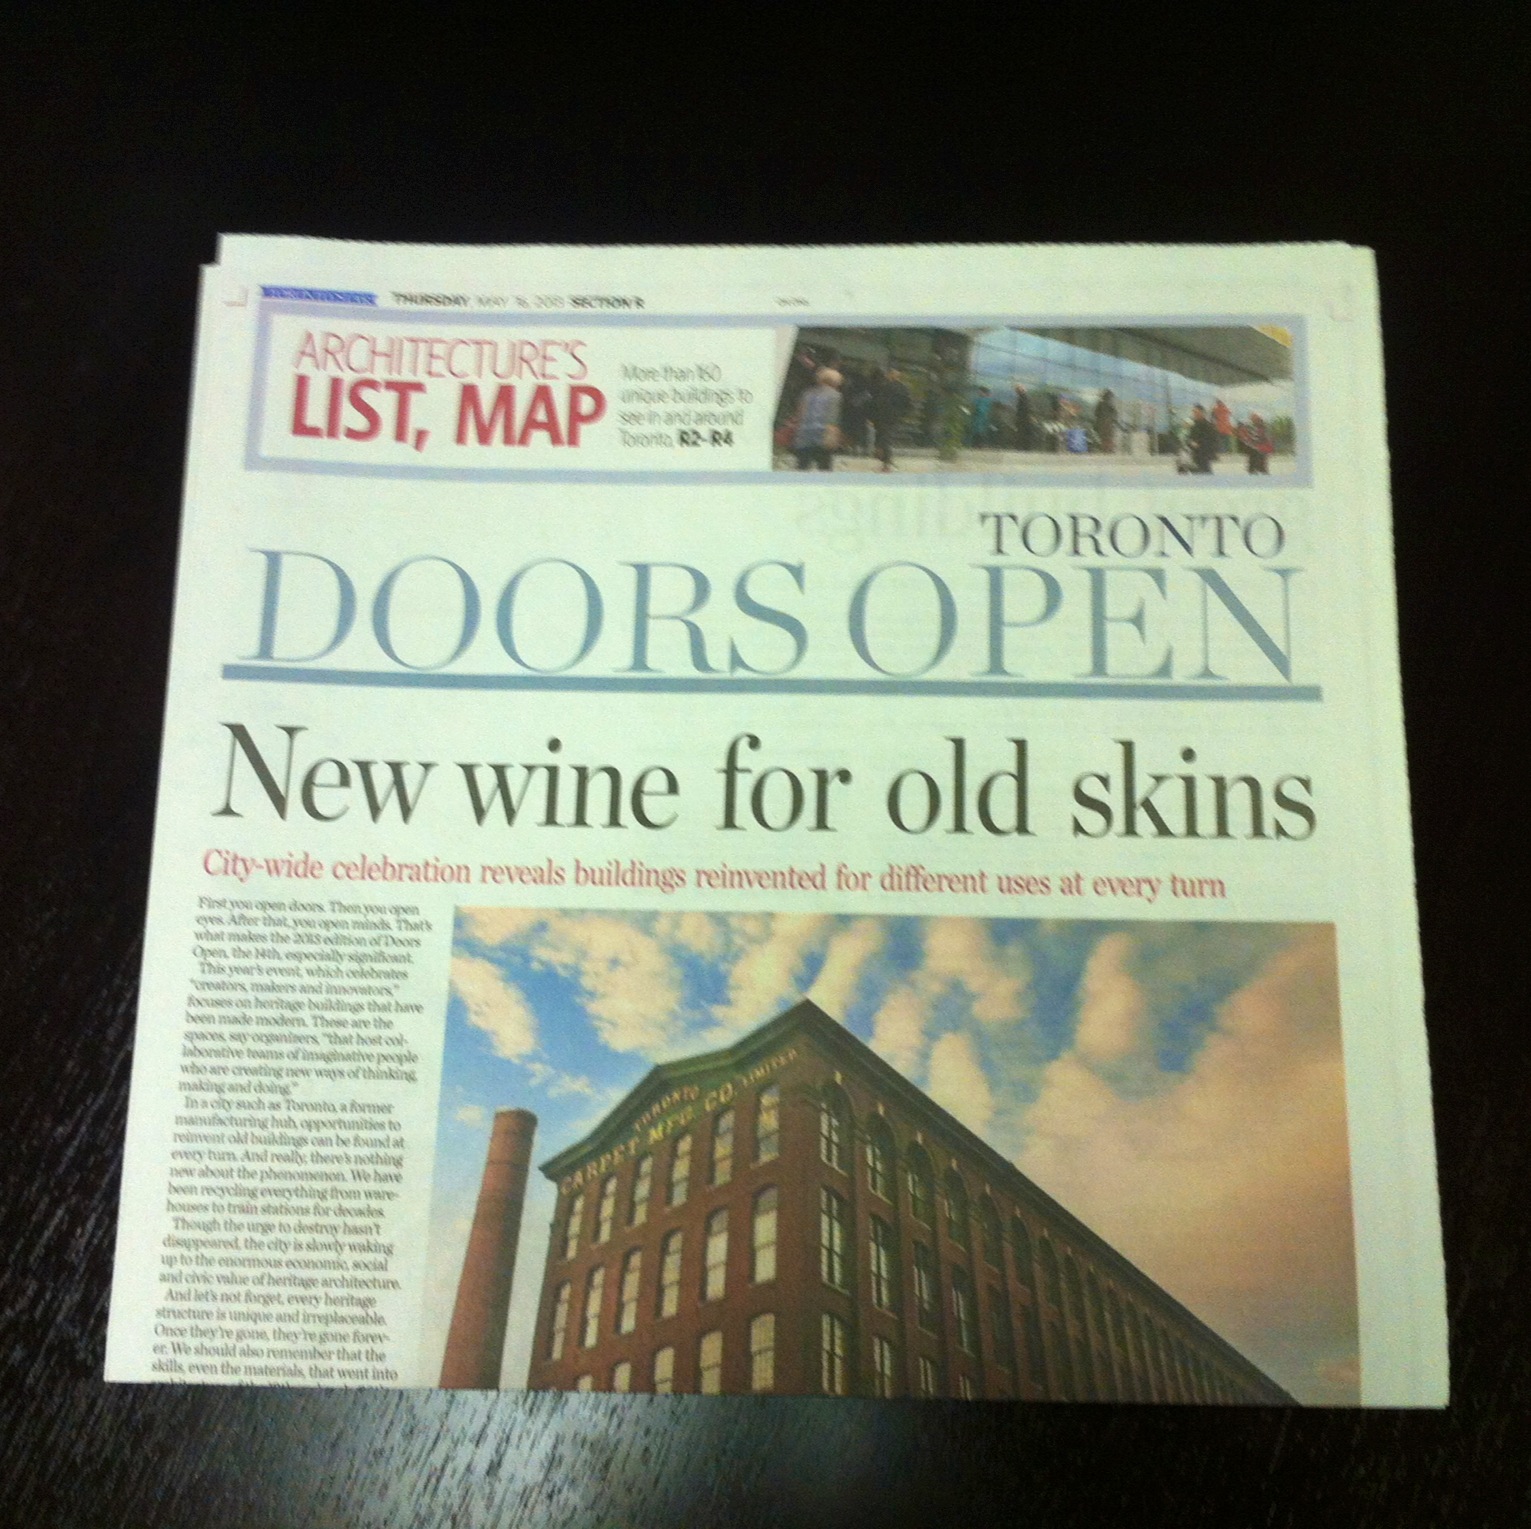 THURSDAY MAY 16, 2013 SECTION R
ARCHITECTURE'S
LIST, MAP
More than 160
unique buildings to
see in and around
Toronto, R2-R4
TORONTO
DOORS OPEN
New wine for old skins
City-wide celebration reveals buildings reinvented for different uses at every turn
First you open doors. Then you open
eyes. After that, you open minds. That's
what makes the 2013 edition of Doors
Open, the 14th, especially significant.
This year's event, which celebrates
"creators, makers and innovators,"
focuses on heritage buildings that have
been made modern. These are the
spaces, say organizers, "that host col-
laborative teams of imaginative people
who are creating new ways of thinking,
making and doing."
In a city such as Toronto, a former
manufacturing hub, opportunities to
reinvent old buildings can be found at
every turn. And really, there's nothing
new about the phenomenon. We have
been recycling everything from ware-
houses to train stations for decades.
Though the urge to destroy hasn't
disappeared, the city is slowly waking
up to the enormous economic, social
and civic value of heritage architecture.
And let's not forget, every heritage
structure is unique and irreplaceable.
Once they're gone, they're gone forev-
er. We should also remember that the
skills, even the materials, that went into
TORONTO
CARPET MFG. CO. LIMITED